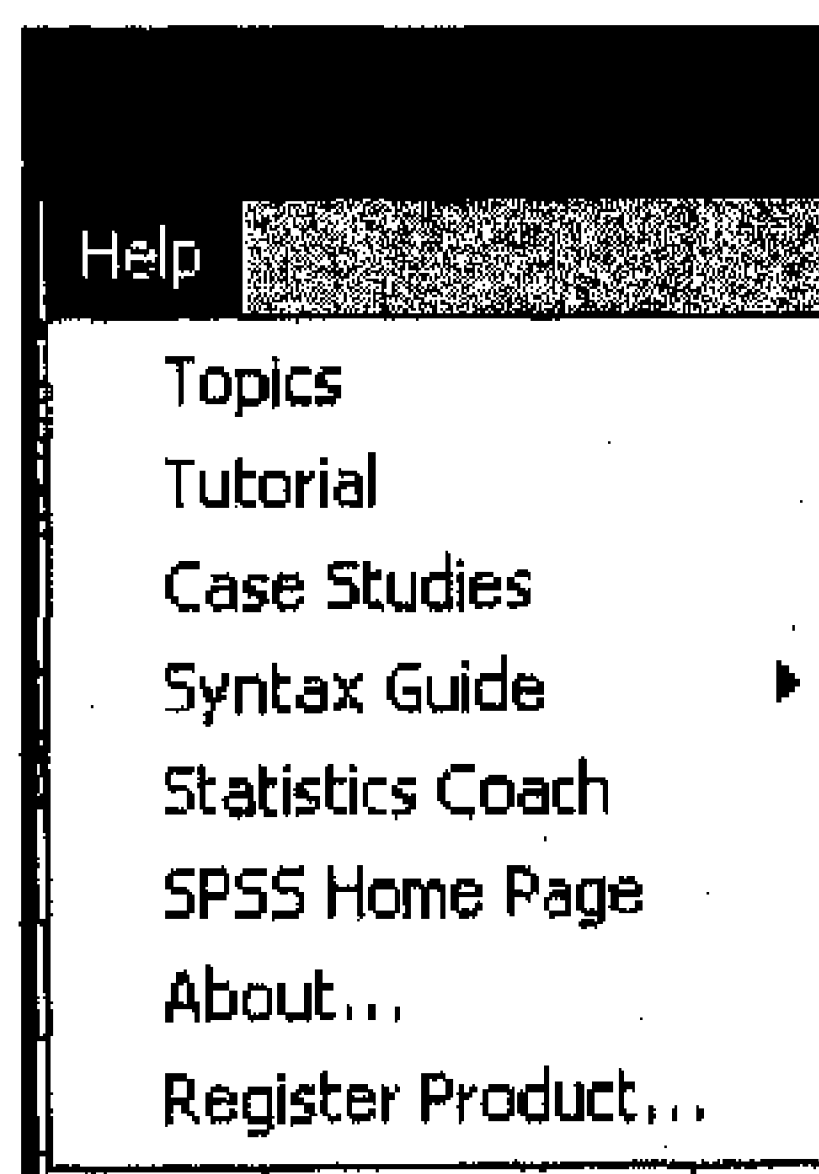 Help
Topics
Tutorial
Case Studies
Syntax Guide
Statistics Coach
SPSS Home Page
About...
Register Product...